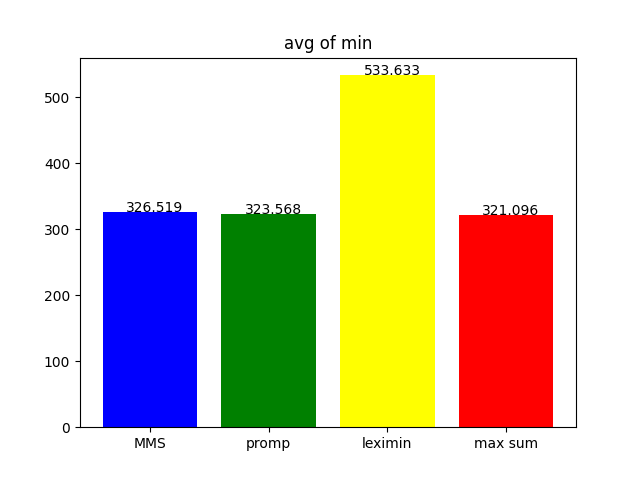 avg of min
533.633
500
400
326.519
323.568
321.096
300
200
100
0
MMS
promp
leximin
max sum